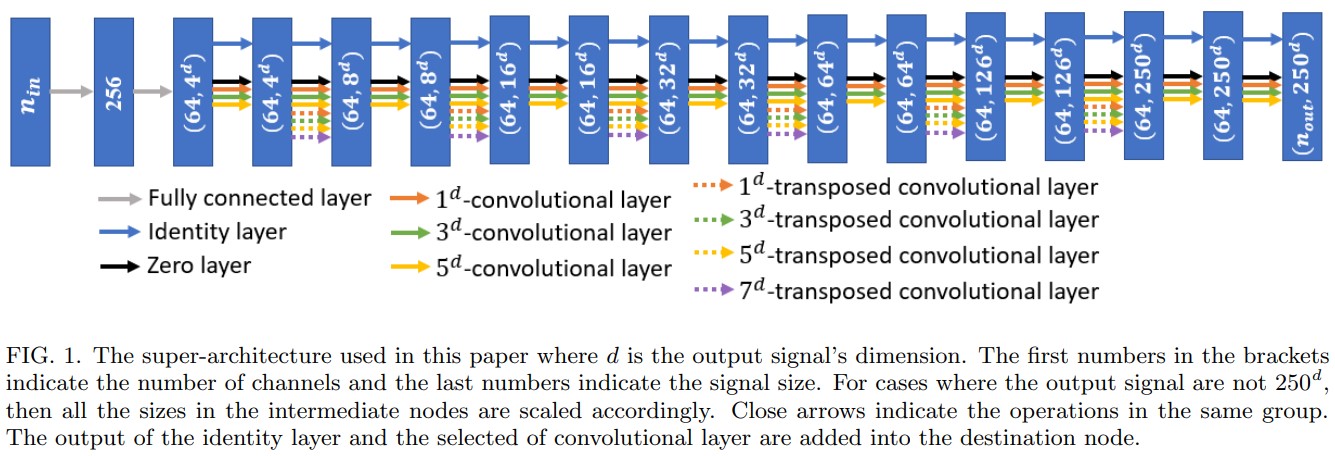 n_in
256
(64, 4^d)
(64, 4^d)
(64, 8^d)
(64, 8^d)
(64, 16^d)
(64, 16^d)
(64, 32^d)
(64, 32^d)
(64, 64^d)
(64, 64^d)
(64, 126^d)
(64, 126^d)
(64, 250^d)
(64, 250^d)
(n_out, 250^d)
Fully connected layer
Identity layer
Zero layer
1^d-convolutional layer
3^d-convolutional layer
5^d-convolutional layer
1^d-transposed convolutional layer
3^d-transposed convolutional layer
5^d-transposed convolutional layer
7^d-transposed convolutional layer
FIG. 1. The super-architecture used in this paper where d is the output signal's dimension. The first numbers in the brackets
indicate the number of channels and the last numbers indicate the signal size. For cases where the output signal are not 250^d,
then all the sizes in the intermediate nodes are scaled accordingly. Close arrows indicate the operations in the same group.
The output of the identity layer and the selected of convolutional layer are added into the destination node.